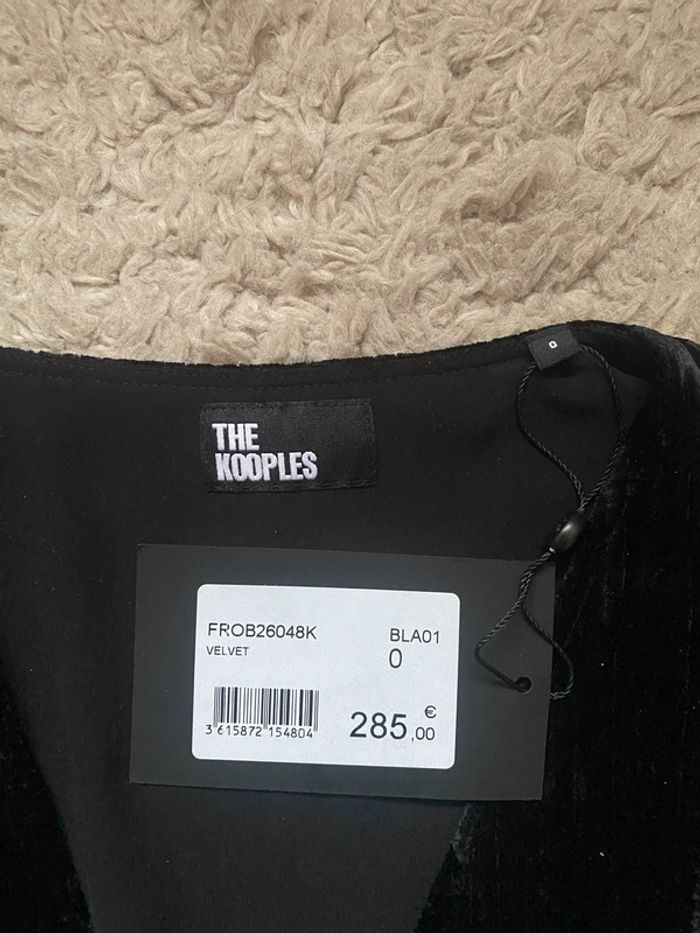 0
THE
KOOPLES
FROB26048K
BLA01
VELVET
0
3 615872 154804
285,00 €